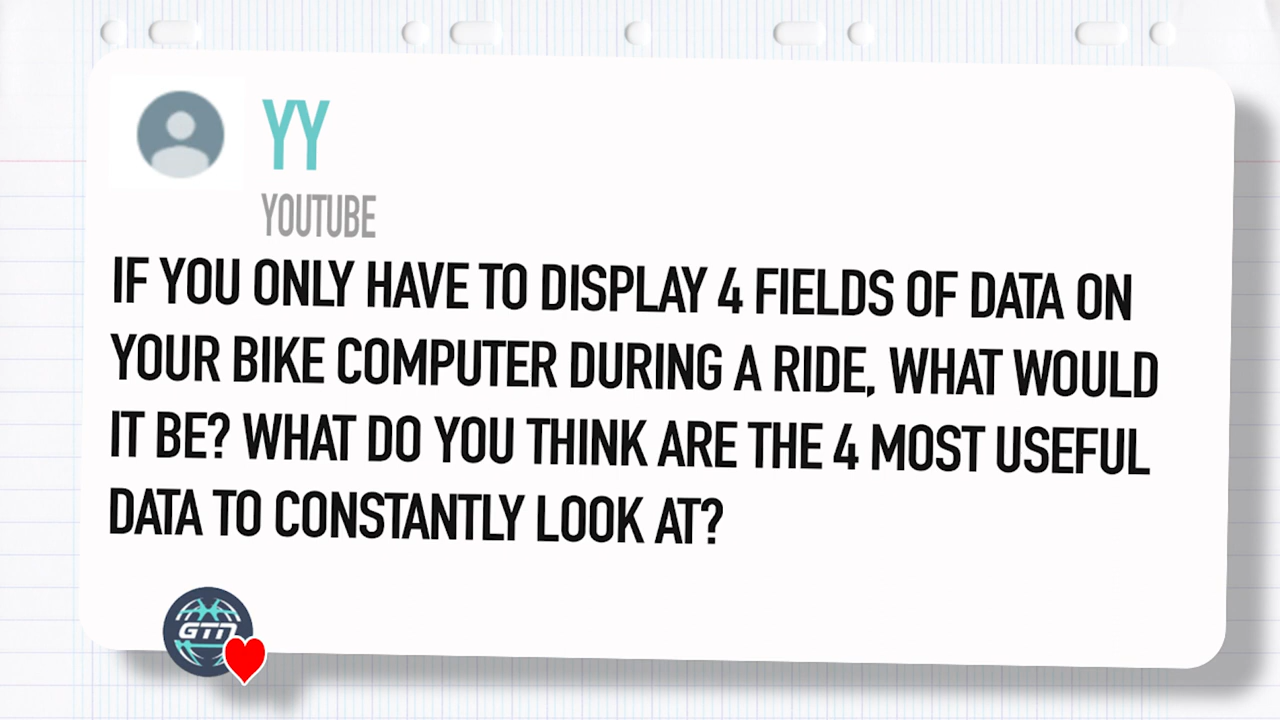 YY
YOUTUBE
IF YOU ONLY HAVE TO DISPLAY 4 FIELDS OF DATA ON
YOUR BIKE COMPUTER DURING A RIDE, WHAT WOULD
IT BE? WHAT DO YOU THINK ARE THE 4 MOST USEFUL
DATA TO CONSTANTLY LOOK AT?
GTN